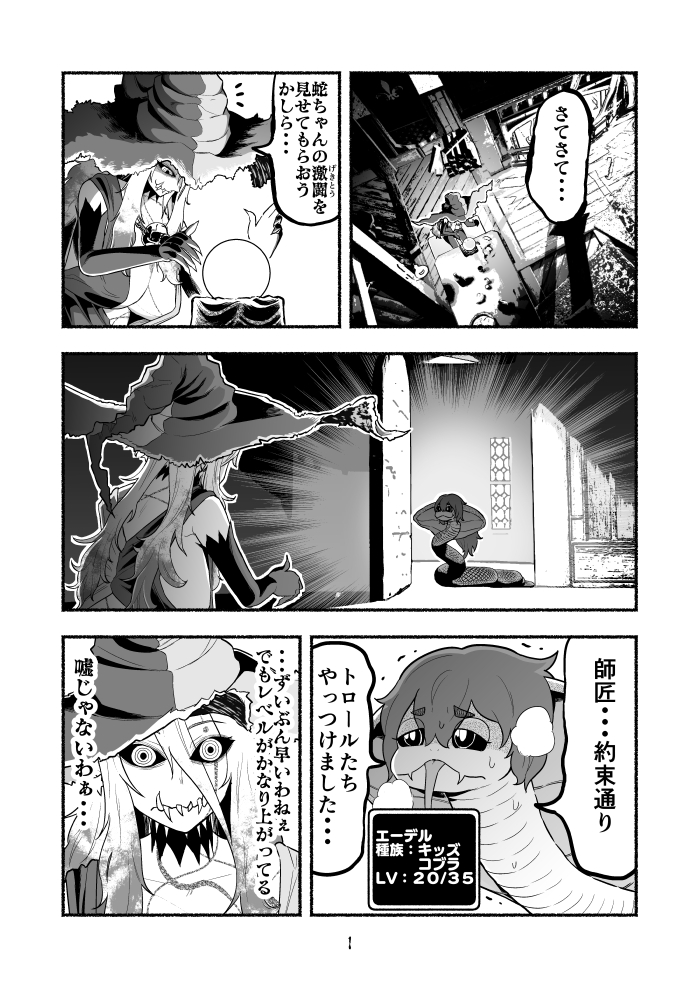 さてさて・・・
蛇ちゃんの激闘を
げきとう
見せてもらおう
かしら・・・
師匠・・・約束通り
トロールたち
やっつけました・・・
エーデル
種族：キッズ
コブラ
LV：20/35
・・・ずいぶん早いわねぇ
でもレベルがかなり上がってる
嘘じゃないわぁ・・・
1